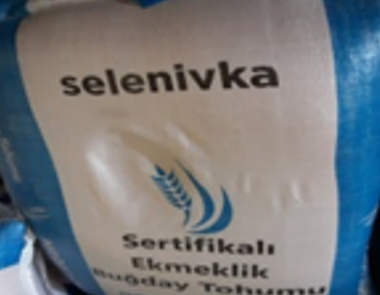 selenivka
Sertifikalı
Ekmeklik
Buğday Tohumu